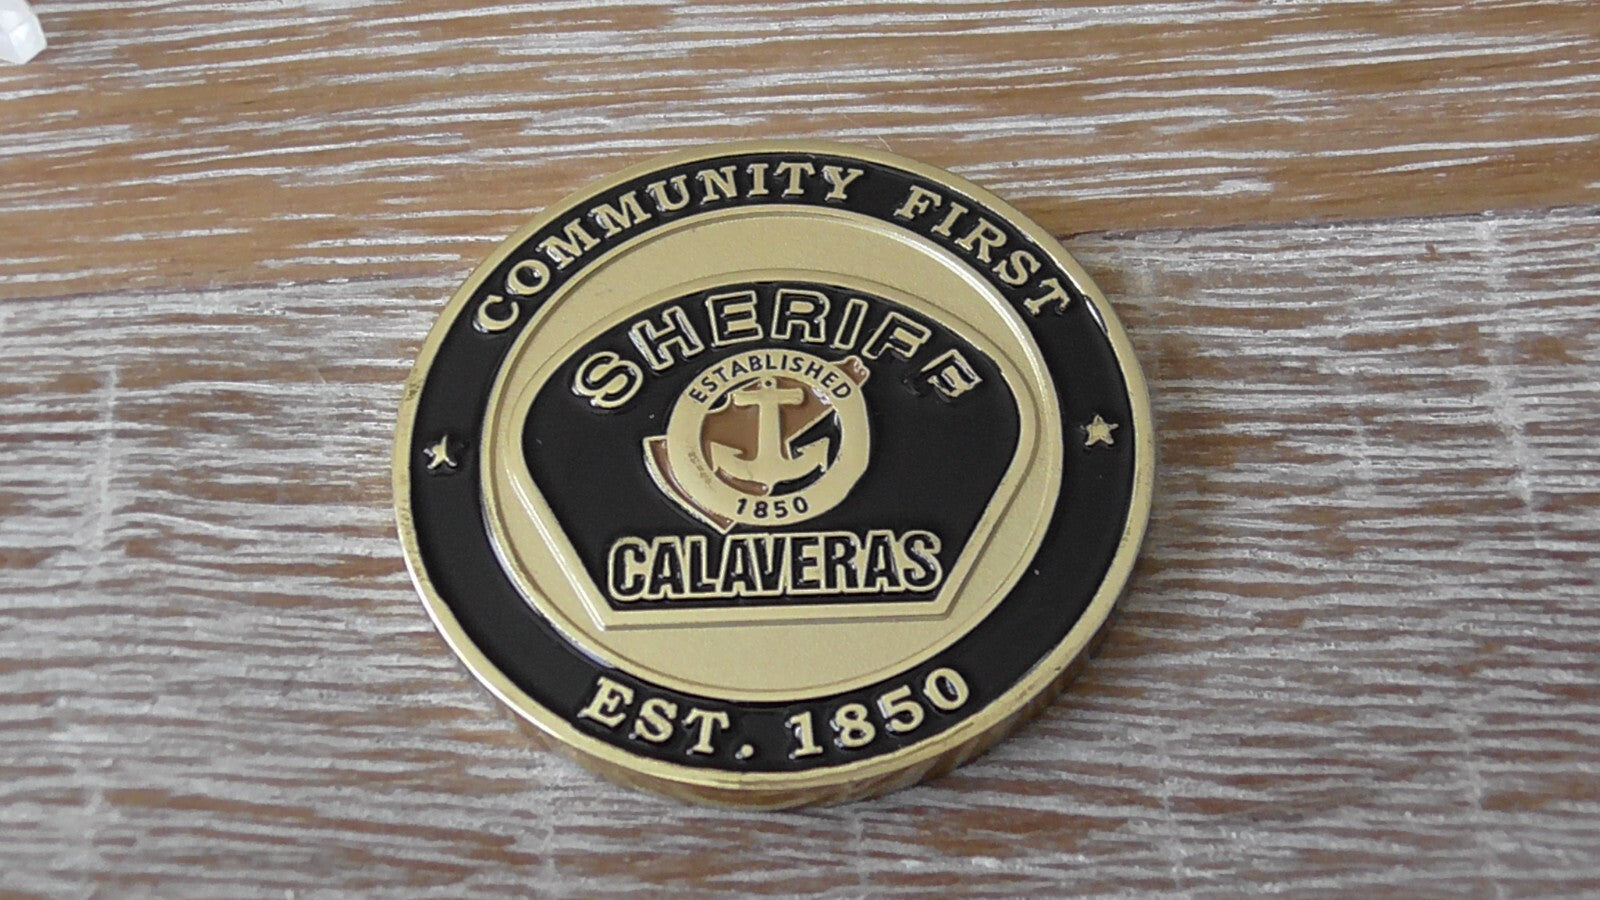 COMMUNITY FIRST
SHERIFF
ESTABLISHED
1850
CALAVERAS
EST. 1850